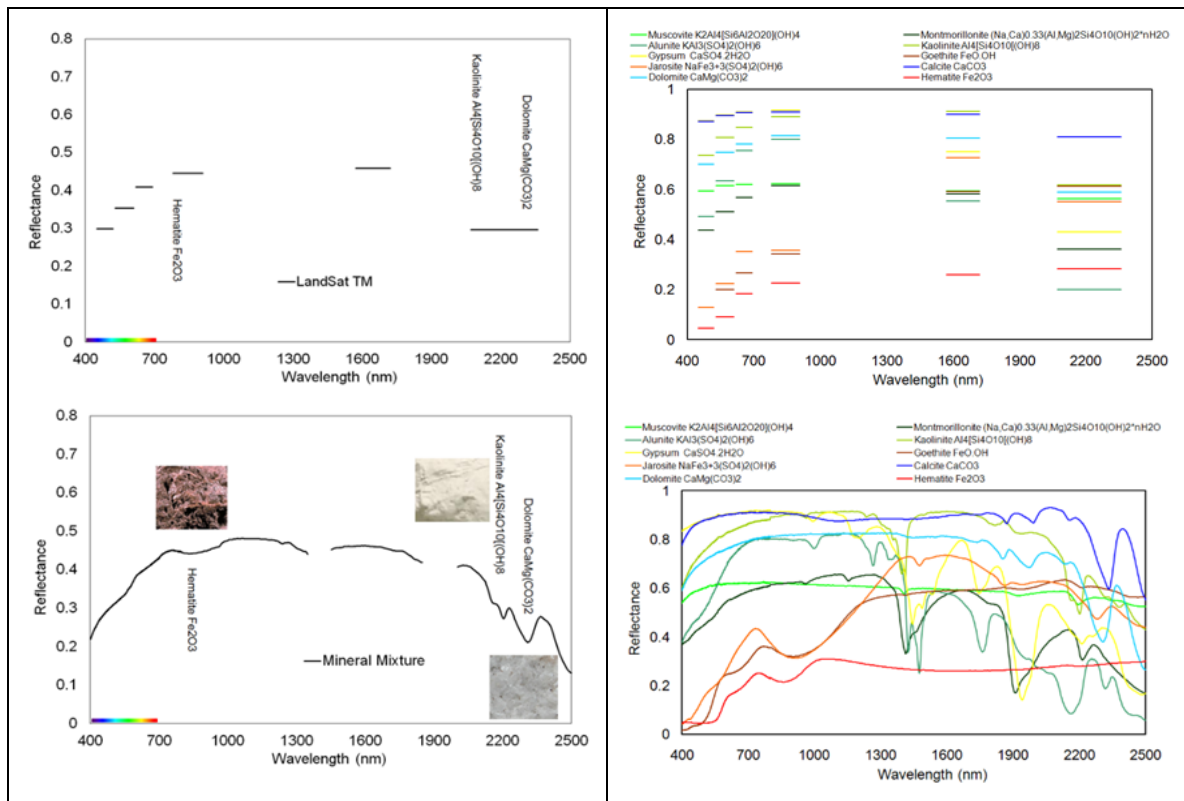 0.8
0.7
0.6
0.5
0.4
0.3
0.2
0.1
0
Reflectance
Hematite Fe2O3
Kaolinite Al4[Si4O10](OH)8
Dolomite CaMg(CO3)2
LandSat TM
400 700 1000 1300 1600 1900 2200 2500
Wavelength (nm)
Muscovite K2Al4[Si6Al2O20](OH)4
Montmorillonite (Na,Ca)0.33(Al,Mg)2Si4O10(OH)2*nH2O
Alunite KAl3(SO4)2(OH)6
Kaolinite Al4[Si4O10](OH)8
Gypsum CaSO4.2H2O
Goethite FeO.OH
Jarosite NaFe3+3(SO4)2(OH)6
Calcite CaCO3
Dolomite CaMg(CO3)2
Hematite Fe2O3
1
0.8
0.6
0.4
0.2
0
Reflectance
400 700 1000 1300 1600 1900 2200 2500
Wavelength (nm)
0.8
0.7
0.6
0.5
0.4
0.3
0.2
0.1
0
Reflectance
Hematite Fe2O3
Kaolinite Al4[Si4O10](OH)8
Dolomite CaMg(CO3)2
Mineral Mixture
400 700 1000 1300 1600 1900 2200 2500
Wavelength (nm)
Muscovite K2Al4[Si6Al2O20](OH)4
Montmorillonite (Na,Ca)0.33(Al,Mg)2Si4O10(OH)2*nH2O
Alunite KAl3(SO4)2(OH)6
Kaolinite Al4[Si4O10](OH)8
Gypsum CaSO4.2H2O
Goethite FeO.OH
Jarosite NaFe3+3(SO4)2(OH)6
Calcite CaCO3
Dolomite CaMg(CO3)2
Hematite Fe2O3
1
0.8
0.6
0.4
0.2
0
Reflectance
400 700 1000 1300 1600 1900 2200 2500
Wavelength (nm)